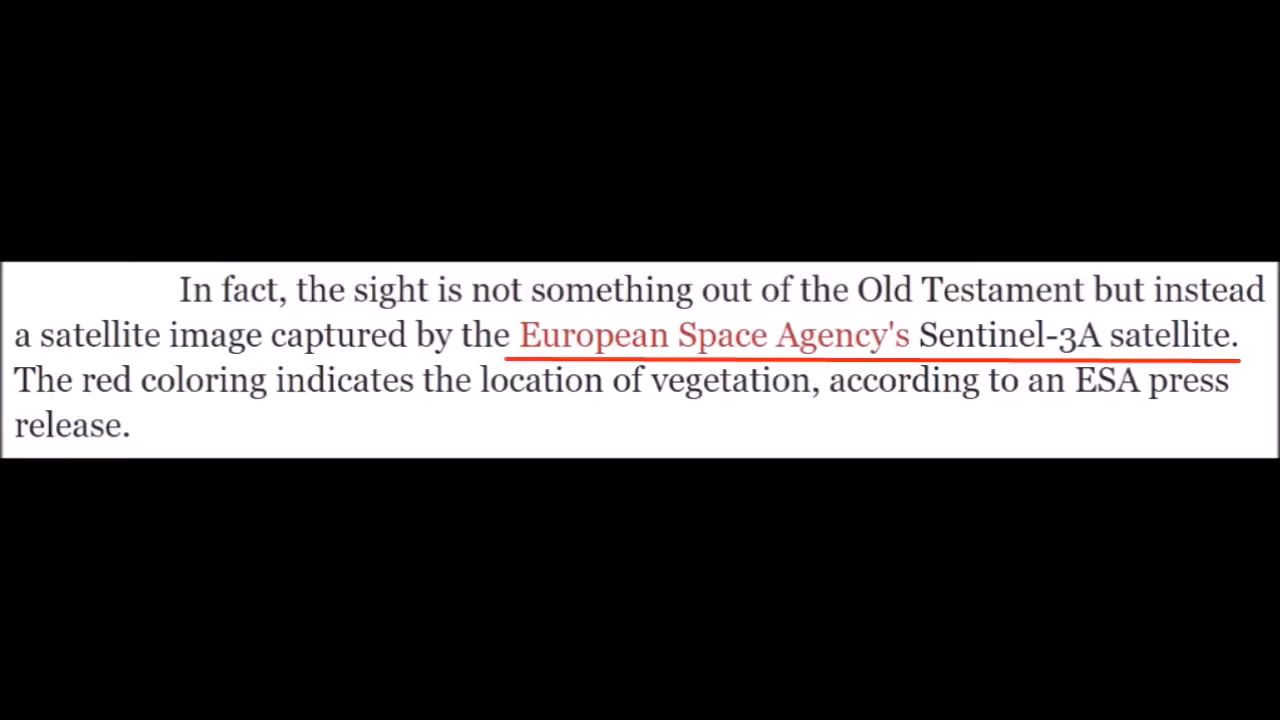 In fact, the sight is not something out of the Old Testament but instead
a satellite image captured by the European Space Agency's Sentinel-3A satellite.
The red coloring indicates the location of vegetation, according to an ESA press
release.